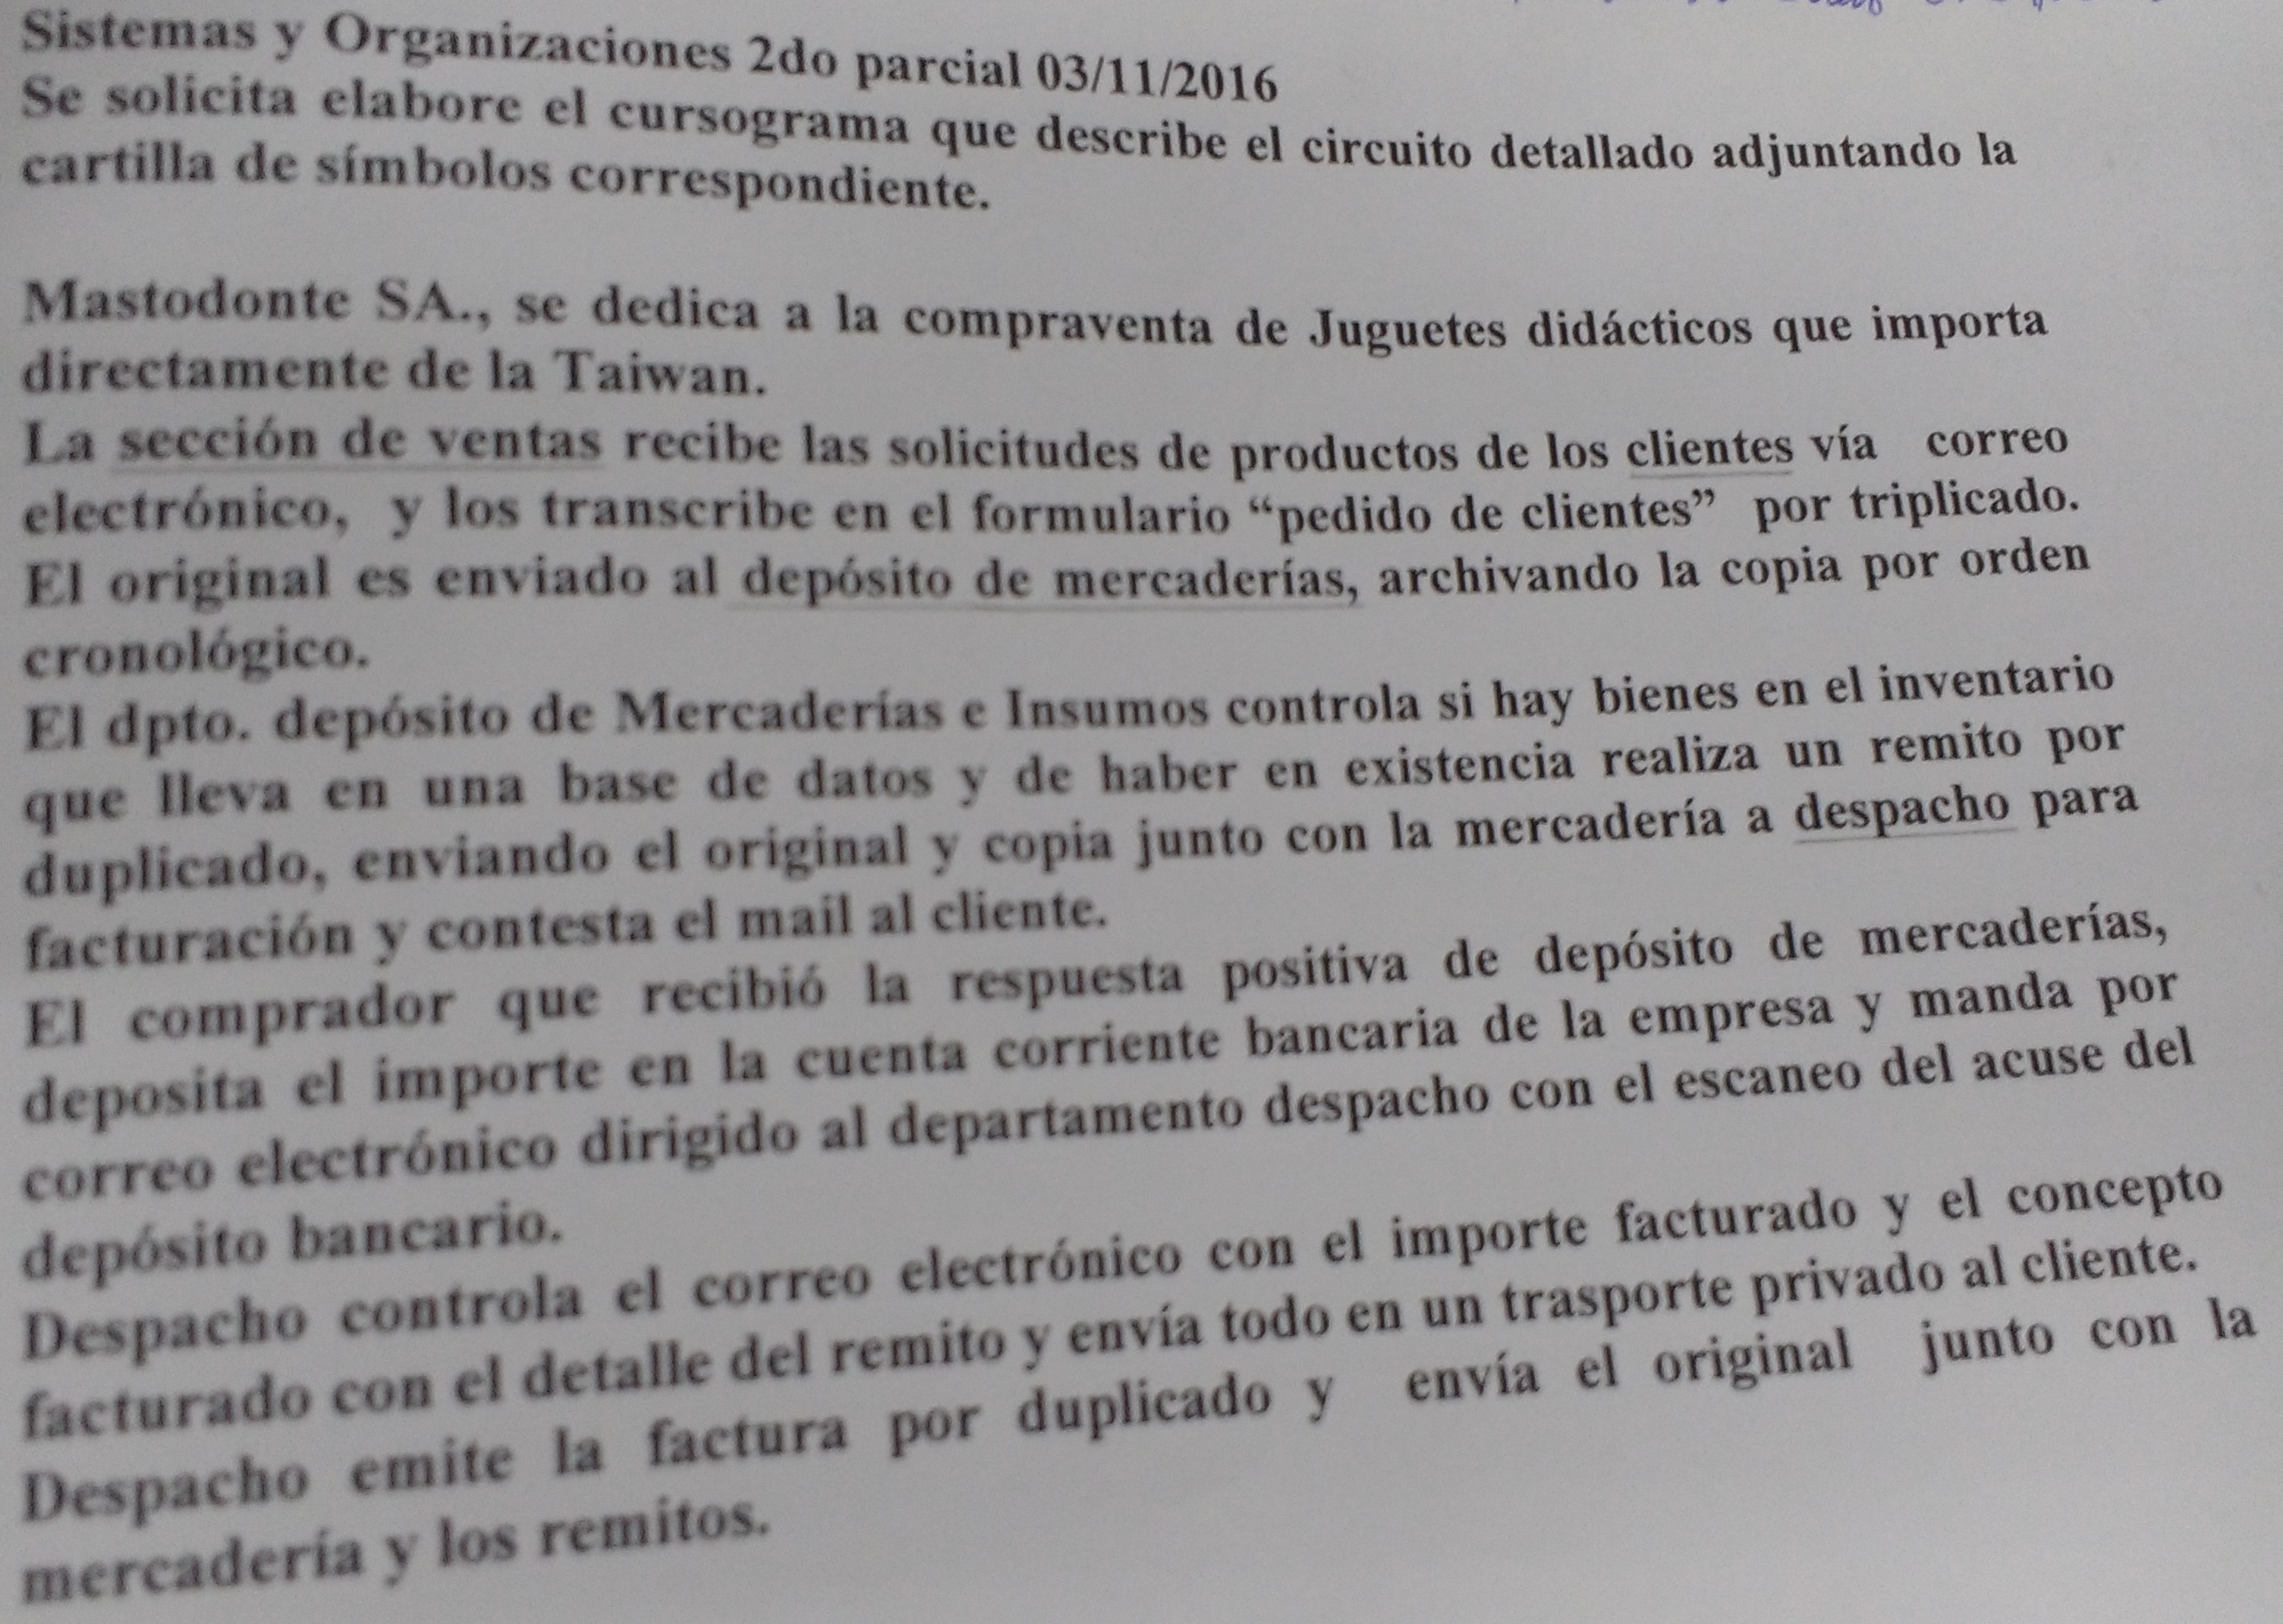 Sistemas y Organizaciones 2do parcial 03/11/2016
Se solicita elabore el cursograma que describe el circuito detallado adjuntando la
cartilla de símbolos correspondiente.
Mastodonte SA., se dedica a la compraventa de Juguetes didácticos que importa
directamente de la Taiwan.
La sección de ventas recibe las solicitudes de productos de los clientes vía correo
electrónico, y los transcribe en el formulario “pedido de clientes” por triplicado.
El original es enviado al depósito de mercaderías, archivando la copia por orden
cronológico.
El dpto. depósito de Mercaderías e Insumos controla si hay bienes en el inventario
que lleva en una base de datos y de haber en existencia realiza un remito por
duplicado, enviando el original y copia junto con la mercadería a despacho para
facturación y contesta el mail al cliente.
El comprador que recibió la respuesta positiva de depósito de mercaderías,
deposita el importe en la cuenta corriente bancaria de la empresa y manda por
correo electrónico dirigido al departamento despacho con el escaneo del acuse del
depósito bancario.
Despacho controla el correo electrónico con el importe facturado y el concepto
facturado con el detalle del remito y envía todo en un trasporte privado al cliente.
Despacho emite la factura por duplicado y envía el original junto con la
mercadería y los remitos.